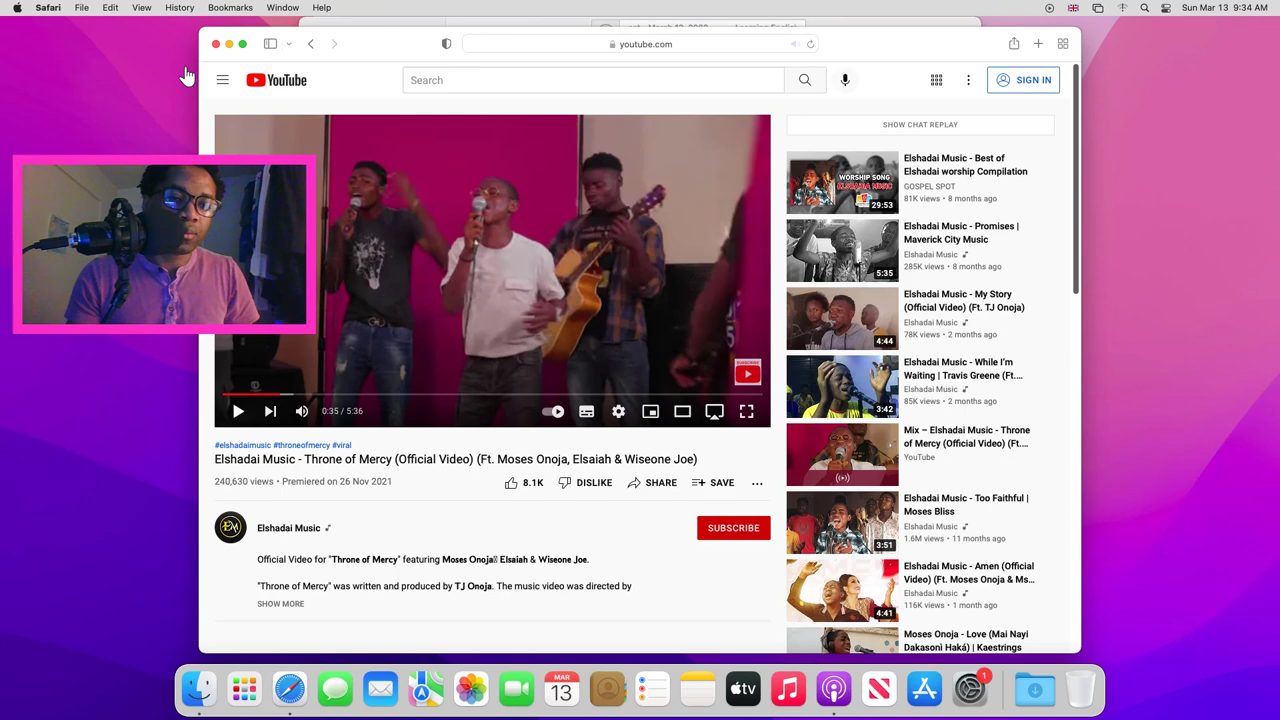 Safari File Edit View History Bookmarks Window Help
Sun Mar 13 9:34 AM
youtube.com
YouTube
Search
SIGN IN
SUBSCRIBE
0:35 / 5:36
#elshadaimusic #throneofmercy #viral
Elshadai Music - Throne of Mercy (Official Video) (Ft. Moses Onoja, Elsaiah & Wiseone Joe)
240,630 views • Premiered on 26 Nov 2021
8.1K DISLIKE SHARE SAVE
Elshadai Music
SUBSCRIBE
Official Video for "Throne of Mercy" featuring Moses Onoja Elsaiah & Wiseone Joe.
"Throne of Mercy" was written and produced by TJ Onoja. The music video was directed by
SHOW MORE
SHOW CHAT REPLAY
WORSHIP SONG
ELSHADAI MUSIC
29:53
Elshadai Music - Best of
Elshadai worship Compilation
GOSPEL SPOT
81K views • 8 months ago
5:35
Elshadai Music - Promises |
Maverick City Music
Elshadai Music
285K views • 8 months ago
4:44
Elshadai Music - My Story
(Official Video) (Ft. TJ Onoja)
Elshadai Music
78K views • 2 months ago
3:42
Elshadai Music - While I'm
Waiting | Travis Greene (Ft....
Elshadai Music
85K views • 2 months ago
Mix – Elshadai Music - Throne
of Mercy (Official Video) (Ft....
YouTube
3:51
Elshadai Music - Too Faithful |
Moses Bliss
Elshadai Music
1.6M views • 11 months ago
4:41
Elshadai Music - Amen (Official
Video) (Ft. Moses Onoja & Ms...
Elshadai Music
116K views • 1 month ago
Moses Onoja - Love (Mai Nayi
Dakasonì Haká) | Kaestrings
MAR
13
tv
1